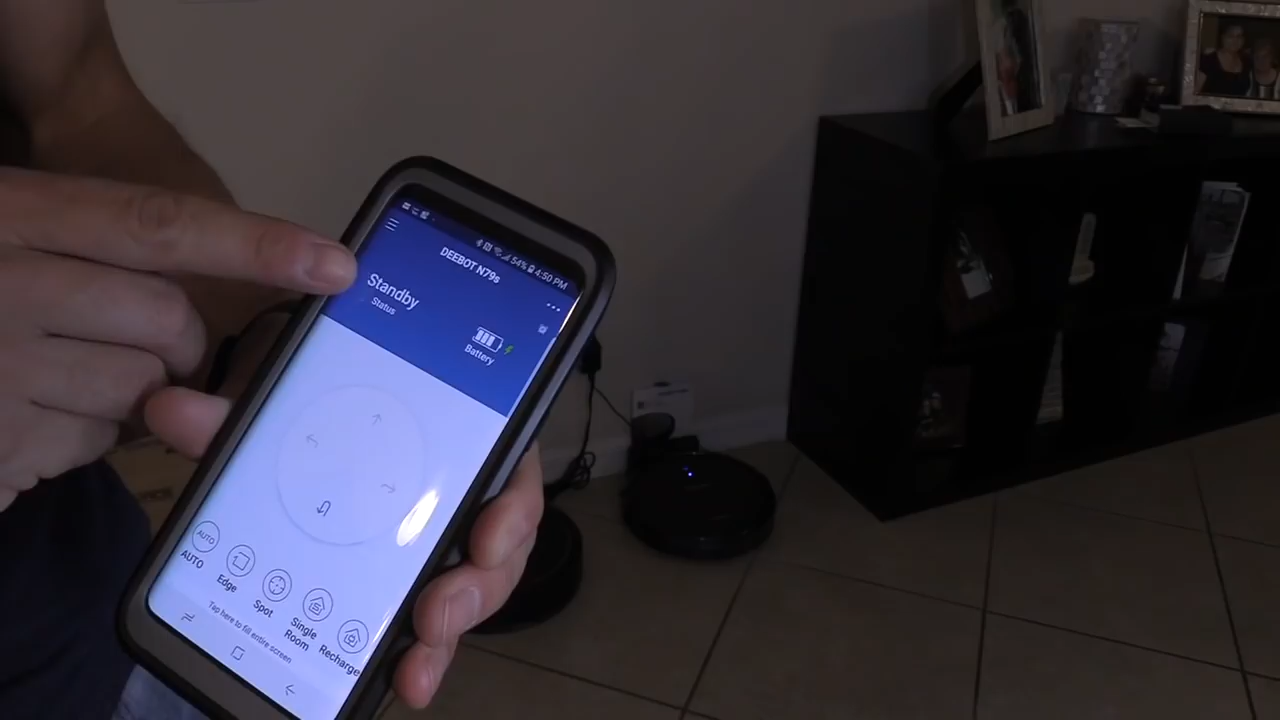 54% 4:50 PM
DEEBOT N79s
Standby
Status
Battery
AUTO
AUTO
Edge
Spot
Single
Room
Recharge
Tap here to fill entire screen